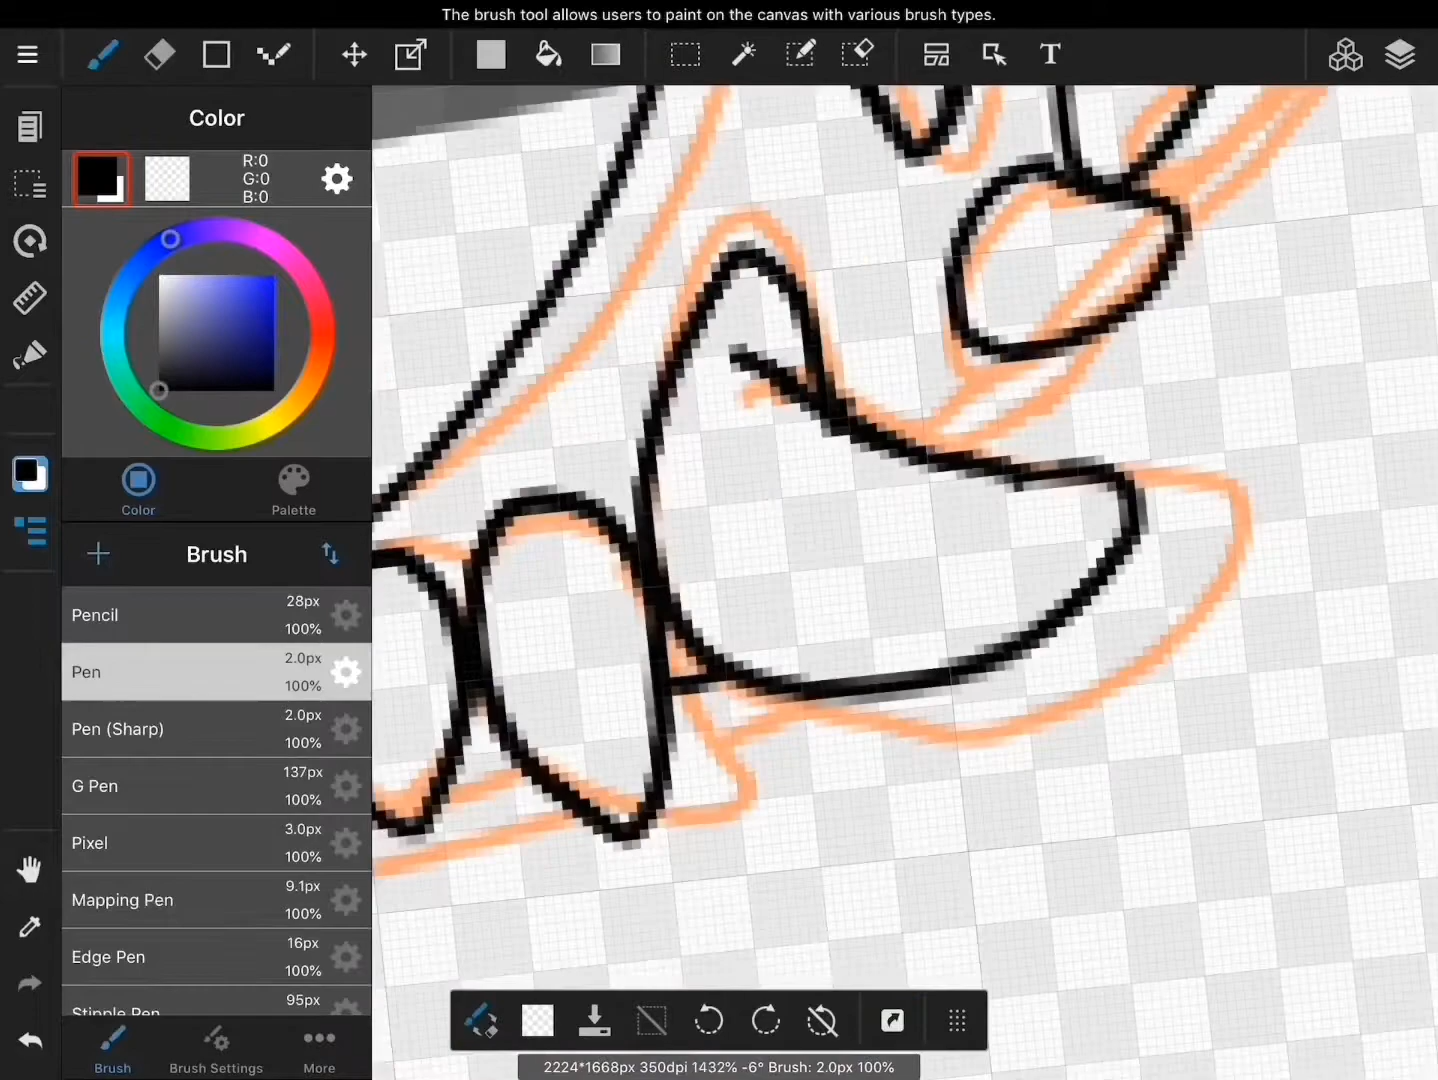 The brush tool allows users to paint on the canvas with various brush types.
T
Color
R:0
G:0
B:0
Color
Palette
Brush
Pencil
28px
100%
Pen
2.0px
100%
Pen (Sharp)
2.0px
100%
G Pen
137px
100%
Pixel
3.0px
100%
Mapping Pen
9.1px
100%
Edge Pen
16px
100%
Stipple Pen
95px
Brush
Brush Settings
More
2224*1668px 350dpi 1432% -6° Brush: 2.0px 100%